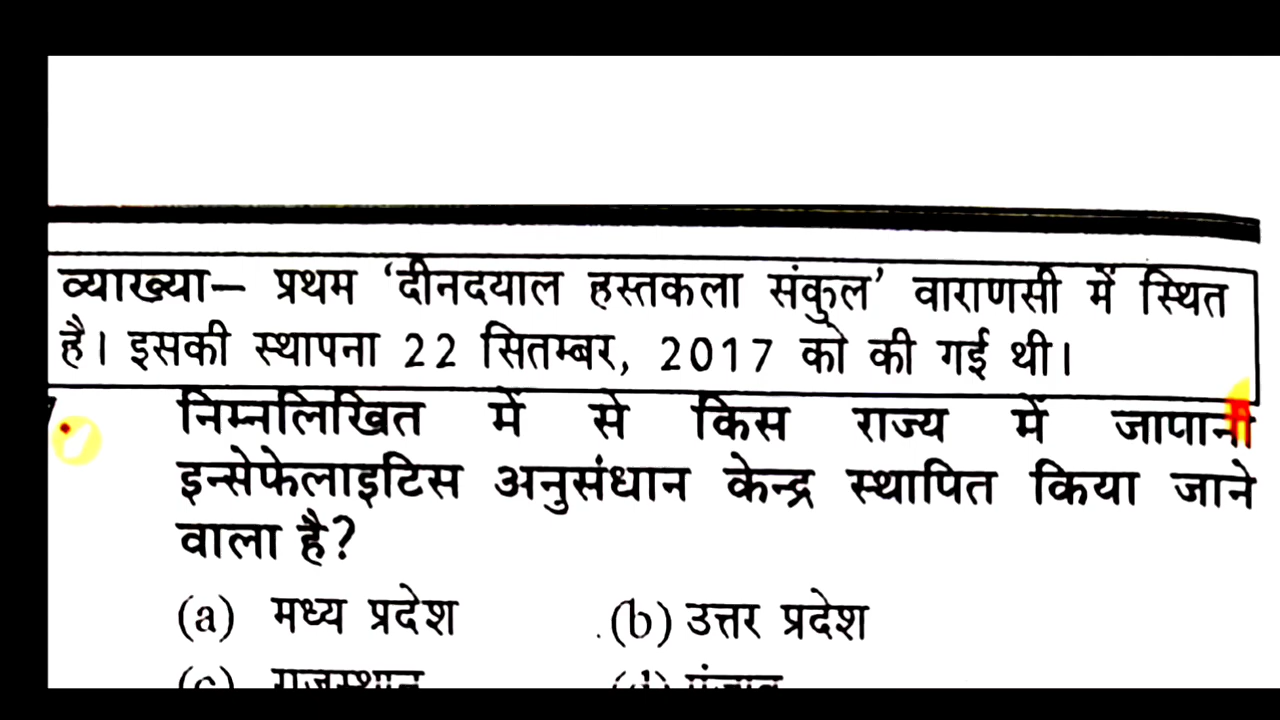 व्याख्या– प्रथम ‘दीनदयाल हस्तकला संकुल’ वाराणसी में स्थित
है। इसकी स्थापना 22 सितम्बर, 2017 को की गई थी।
निम्नलिखित में से किस राज्य में जापानी
इन्सेफेलाइटिस अनुसंधान केन्द्र स्थापित किया जाने
वाला है?
(a) मध्य प्रदेश (b) उत्तर प्रदेश
(c) राजस्थान (d) पंजाब